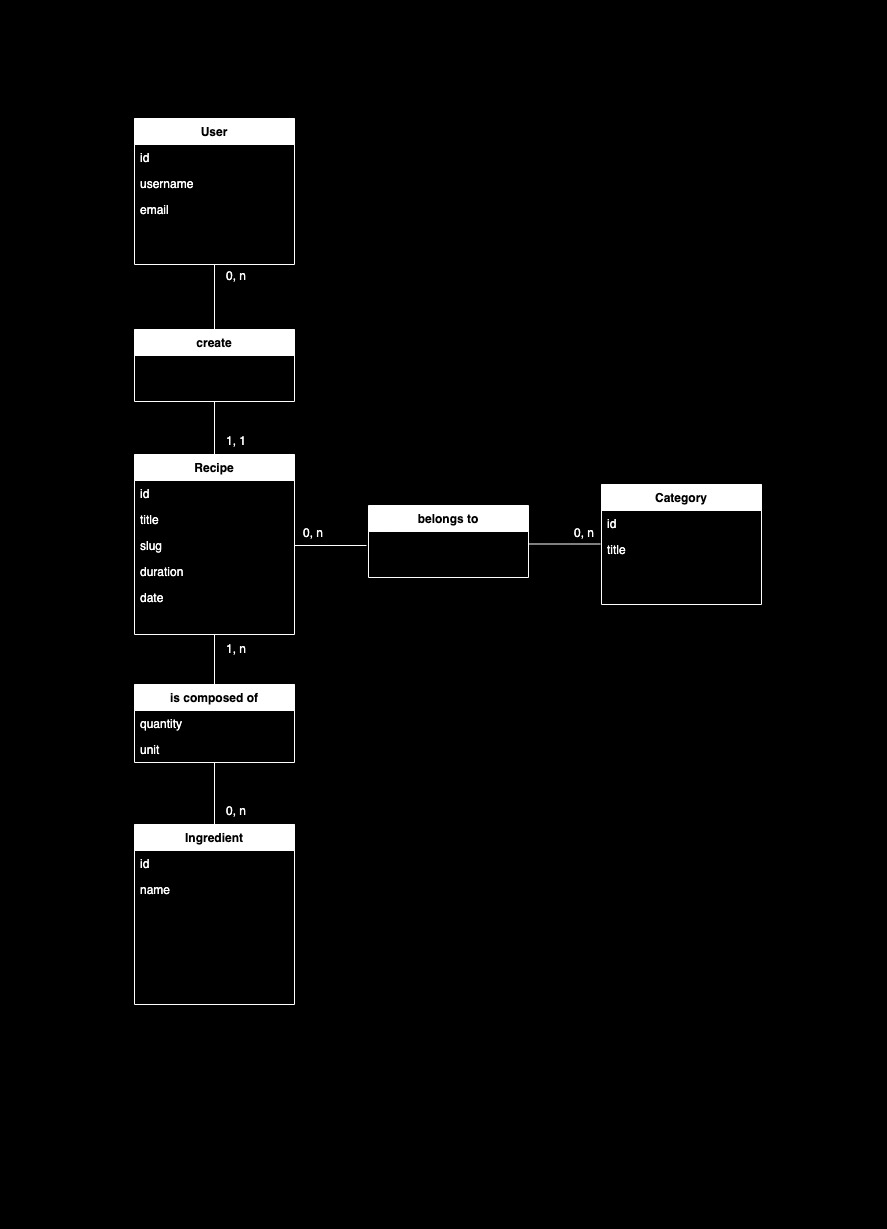 User
id
username
email
0, n
create
1, 1
Recipe
id
title
slug
duration
date
0, n
belongs to
0, n
Category
id
title
1, n
is composed of
quantity
unit
0, n
Ingredient
id
name